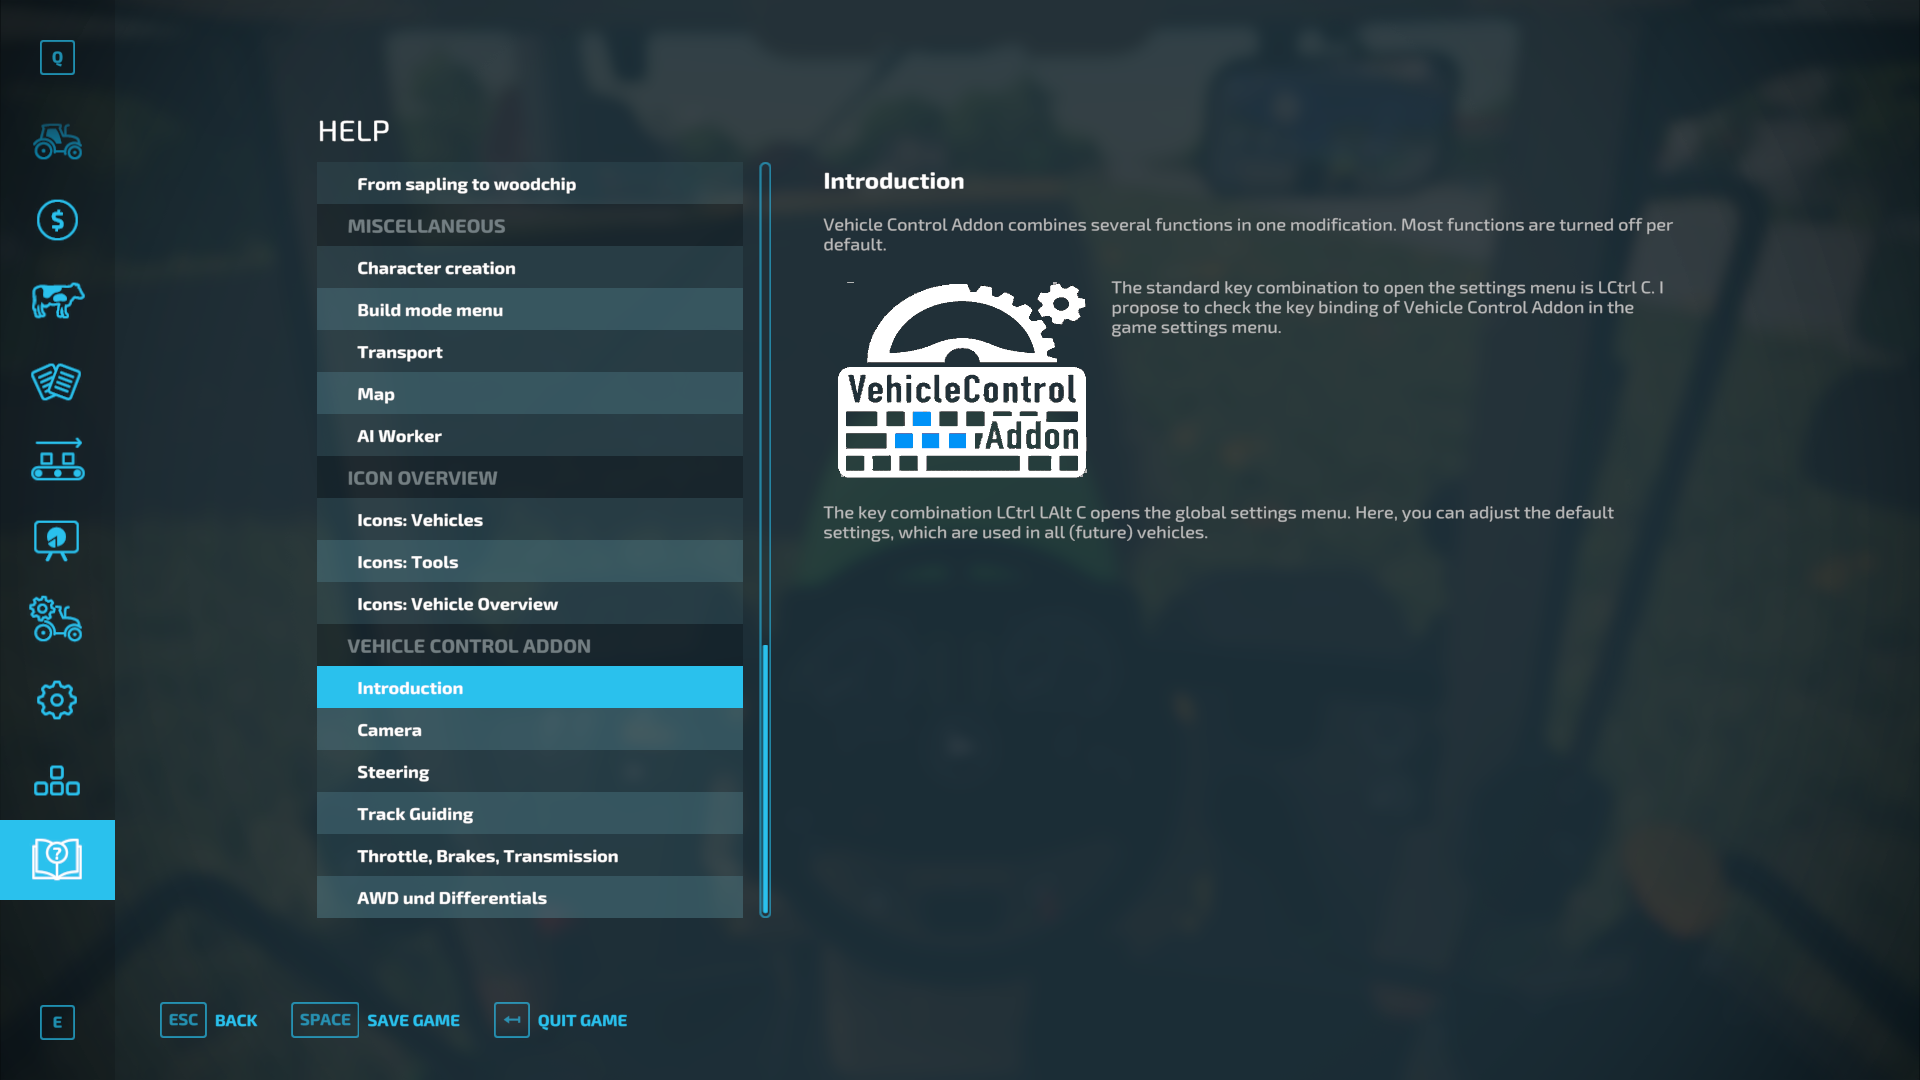 Q
HELP
From sapling to woodchip
MISCELLANEOUS
Character creation
Build mode menu
Transport
Map
AI Worker
ICON OVERVIEW
Icons: Vehicles
Icons: Tools
Icons: Vehicle Overview
VEHICLE CONTROL ADDON
Introduction
Camera
Steering
Track Guiding
Throttle, Brakes, Transmission
AWD und Differentials
Introduction
Vehicle Control Addon combines several functions in one modification. Most functions are turned off per
default.
The standard key combination to open the settings menu is LCtrl C. I
propose to check the key binding of Vehicle Control Addon in the
game settings menu.
VehicleControl
Addon
The key combination LCtrl LAlt C opens the global settings menu. Here, you can adjust the default
settings, which are used in all (future) vehicles.
E
ESC BACK SPACE SAVE GAME QUIT GAME